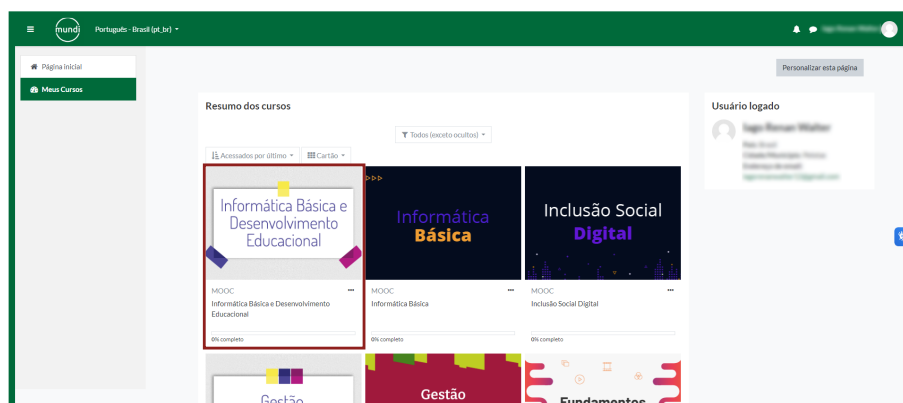 mundi
Português - Brasil (pt_br)
Página inicial
Meus Cursos
Personalizar esta página
Resumo dos cursos
Todos (exceto ocultos)
Acessados por último
Cartão
Usuário logado
Informática Básica e
Desenvolvimento
Educacional
Informática
Básica
Inclusão Social
Digital
MOOC
Informática Básica e Desenvolvimento
Educacional
0% completo
MOOC
Informática Básica
0% completo
MOOC
Inclusão Social Digital
0% completo
Gestão
Gestão
Fundamentos